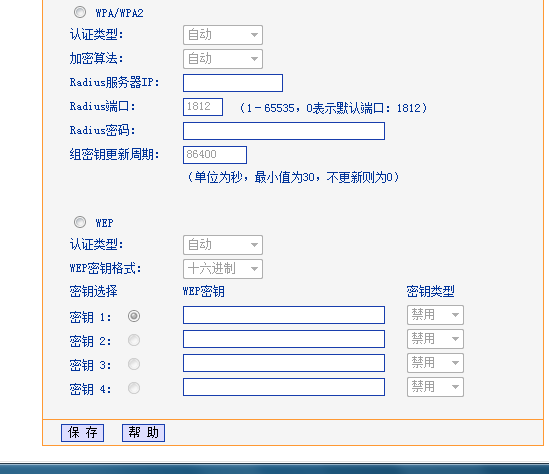 WPA/WPA2
认证类型： 自动
加密算法： 自动
Radius服务器IP：
Radius端口： 1812 （1－65535，0表示默认端口：1812）
Radius密码：
组密钥更新周期： 86400
（单位为秒，最小值为30，不更新则为0）
WEP
认证类型： 自动
WEP密钥格式： 十六进制
密钥选择 WEP密钥 密钥类型
密钥 1： 禁用
密钥 2： 禁用
密钥 3： 禁用
密钥 4： 禁用
保 存 帮 助